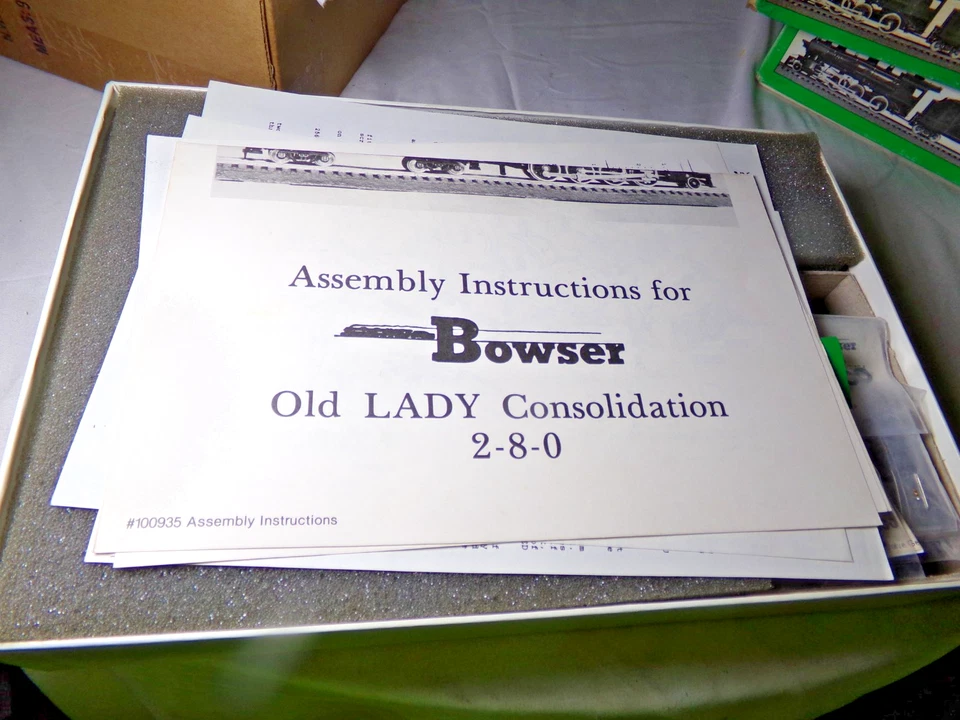 Assembly Instructions for
Bowser
Old LADY Consolidation
2-8-0
#100935 Assembly Instructions